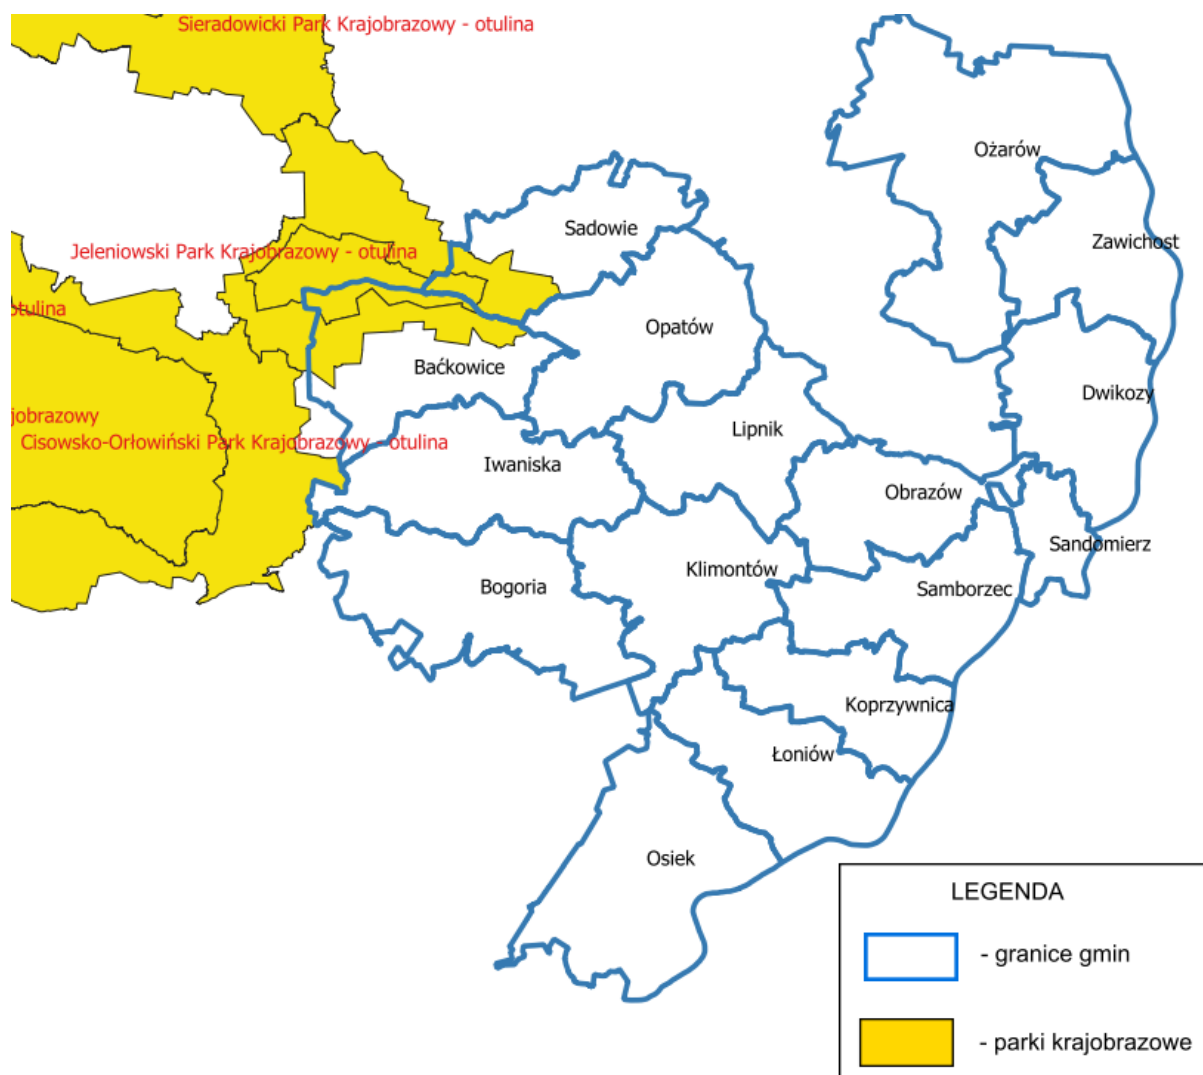 Sieradowicki Park Krajobrazowy - otulina
Ożarów
Sadowie
Zawichost
Jeleniowski Park Krajobrazowy - otulina
otulina
Opatów
Baćkowice
Dwikozy
ajobrazowy
Lipnik
Cisowsko-Orłowiński Park Krajobrazowy - otulina
Iwaniska
Obrazów
Sandomierz
Klimontów
Bogoria
Samborzec
Koprzywnica
Łoniów
Osiek
LEGENDA
- granice gmin
- parki krajobrazowe